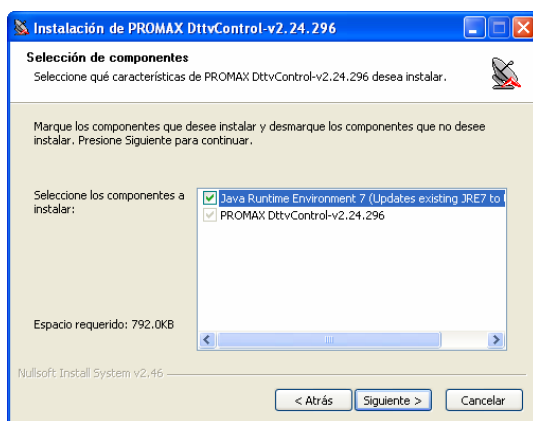 Instalación de PROMAX DttvControl-v2.24.296
Selección de componentes
Seleccione qué características de PROMAX DttvControl-v2.24.296 desea instalar.
Marque los componentes que desee instalar y desmarque los componentes que no desee
instalar. Presione Siguiente para continuar.
Seleccione los componentes a
instalar:
Java Runtime Environment 7 (Updates existing JRE7 to
PROMAX DttvControl-v2.24.296
Espacio requerido: 792.0KB
Nullsoft Install System v2.46
< Atrás
Siguiente >
Cancelar